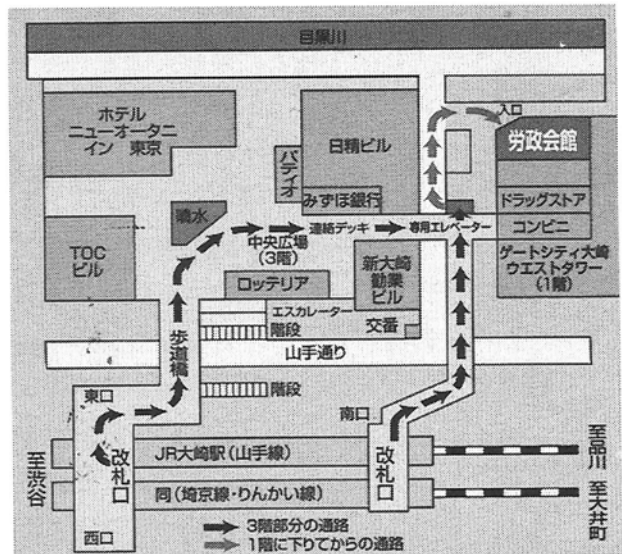 目黒川
ホテル
ニューオータニ
イン 東京
日精ビル
パティオ
みずほ銀行
入口
労政会館
ドラッグストア
コンビニ
ゲートシティ大崎
ウエストタワー
(1階)
噴水
TOC
ビル
中央広場
(3階)
連絡デッキ
専用エレベーター
ロッテリア
新大崎
勧業
ビル
エスカレーター
階段
交番
歩道橋
山手通り
階段
東口
南口
改札口
改札口
JR大崎駅(山手線)
同(埼京線・りんかい線)
西口
至渋谷
至品川
至大井町
3階部分の通路
1階に下りてからの通路